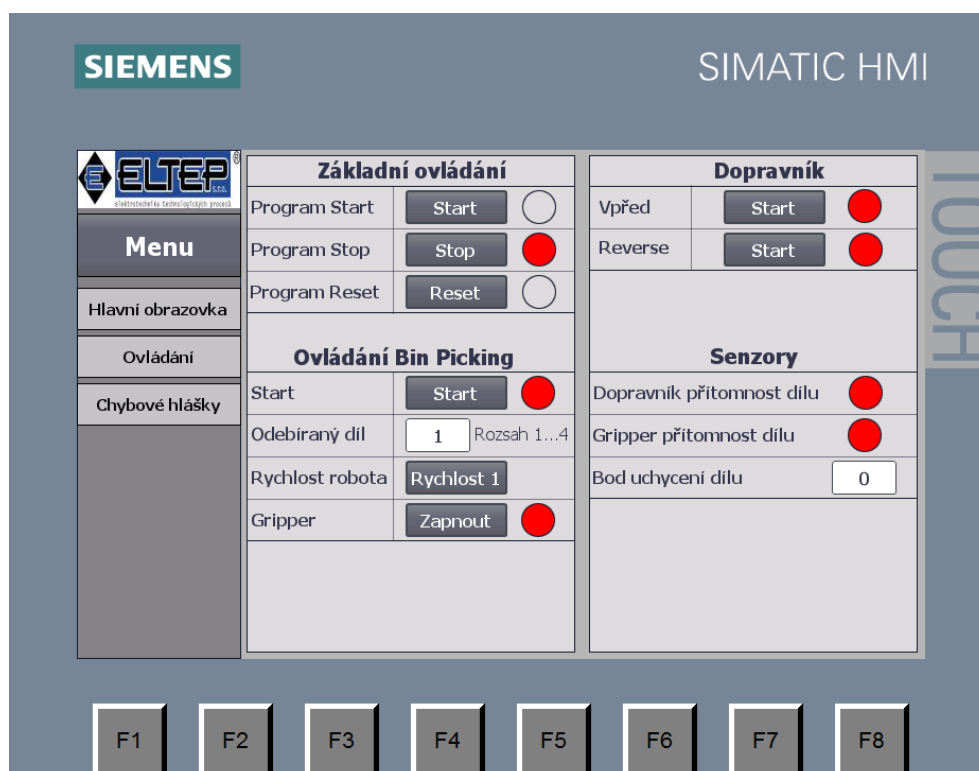 SIEMENS
SIMATIC HMI
TOUCH
ELTEP®
s.r.o.
elektrotechnika technologických procesů
Menu
Hlavní obrazovka
Ovládání
Chybové hlášky
Základní ovládání
Program Start Start
Program Stop Stop
Program Reset Reset
Ovládání Bin Picking
Start Start
Odebíraný díl 1 Rozsah 1...4
Rychlost robota Rychlost 1
Gripper Zapnout
Dopravník
Vpřed Start
Reverse Start
Senzory
Dopravník přítomnost dílu
Gripper přítomnost dílu
Bod uchycení dílu 0
F1 F2 F3 F4 F5 F6 F7 F8